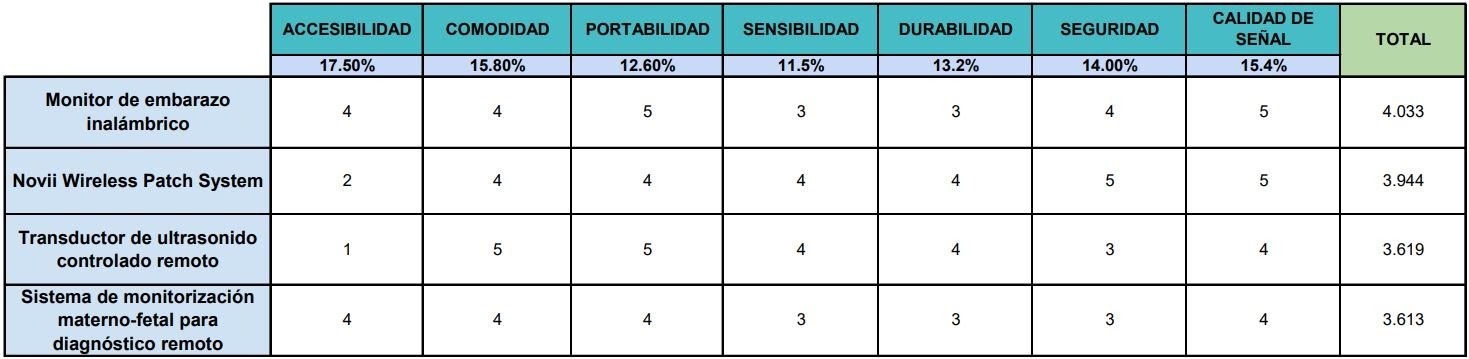 ACCESIBILIDAD COMODIDAD PORTABILIDAD SENSIBILIDAD DURABILIDAD SEGURIDAD CALIDAD DE SEÑAL TOTAL
17.50% 15.80% 12.60% 11.5% 13.2% 14.00% 15.4%
Monitor de embarazo
inalámbrico 4 4 5 3 3 4 5 4.033
Novii Wireless Patch System 2 4 4 4 4 5 5 3.944
Transductor de ultrasonido
controlado remoto 1 5 5 4 4 3 4 3.619
Sistema de monitorización
materno-fetal para
diagnóstico remoto 4 4 4 3 3 3 4 3.613